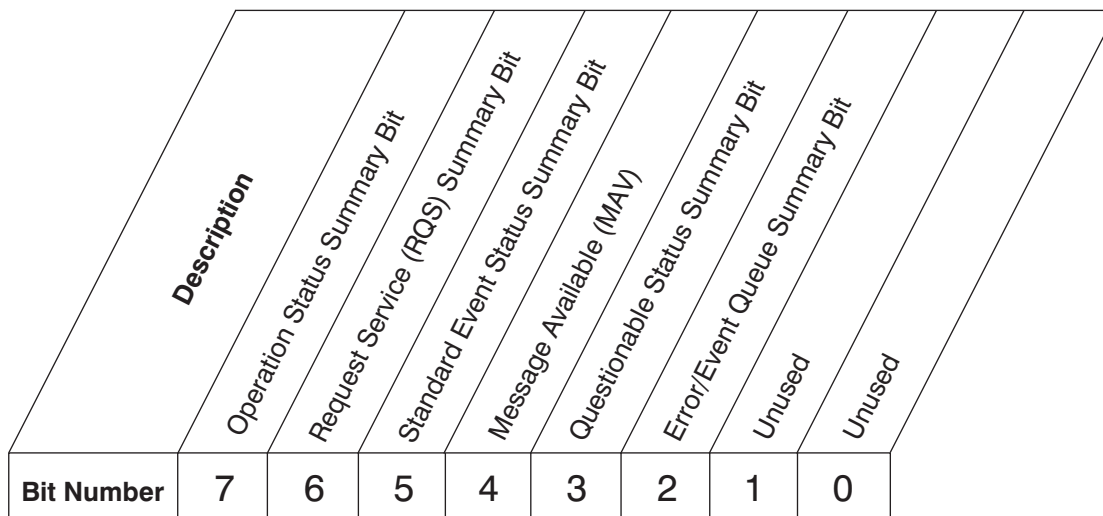 Description
Operation Status Summary Bit
Request Service (RQS) Summary Bit
Standard Event Status Summary Bit
Message Available (MAV)
Questionable Status Summary Bit
Error/Event Queue Summary Bit
Unused
Unused
Bit Number 7 6 5 4 3 2 1 0